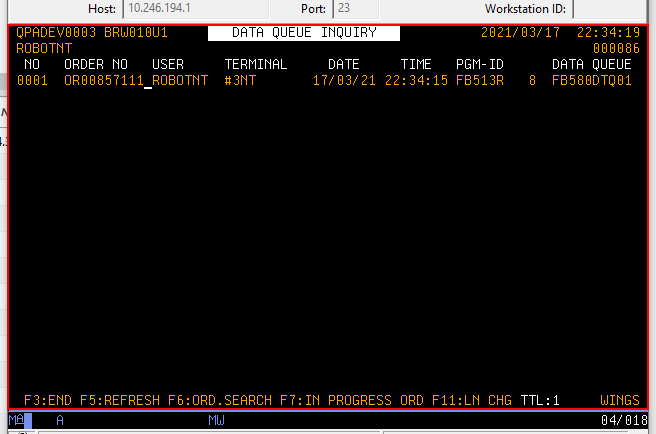 Host: 10.246.194.1 Port: 23 Workstation ID:
QPADEV0003 BRW010U1 DATA QUEUE INQUIRY 2021/03/17 22:34:19
ROBOTNT 000086
NO ORDER NO USER TERMINAL DATE TIME PGM-ID DATA QUEUE
0001 OR00857111_ROBOTNT #3NT 17/03/21 22:34:15 FB513R 8 FB580DTQ01
F3:END F5:REFRESH F6:ORD.SEARCH F7:IN PROGRESS ORD F11:LN CHG TTL:1 WINGS
MA A MW 04/018